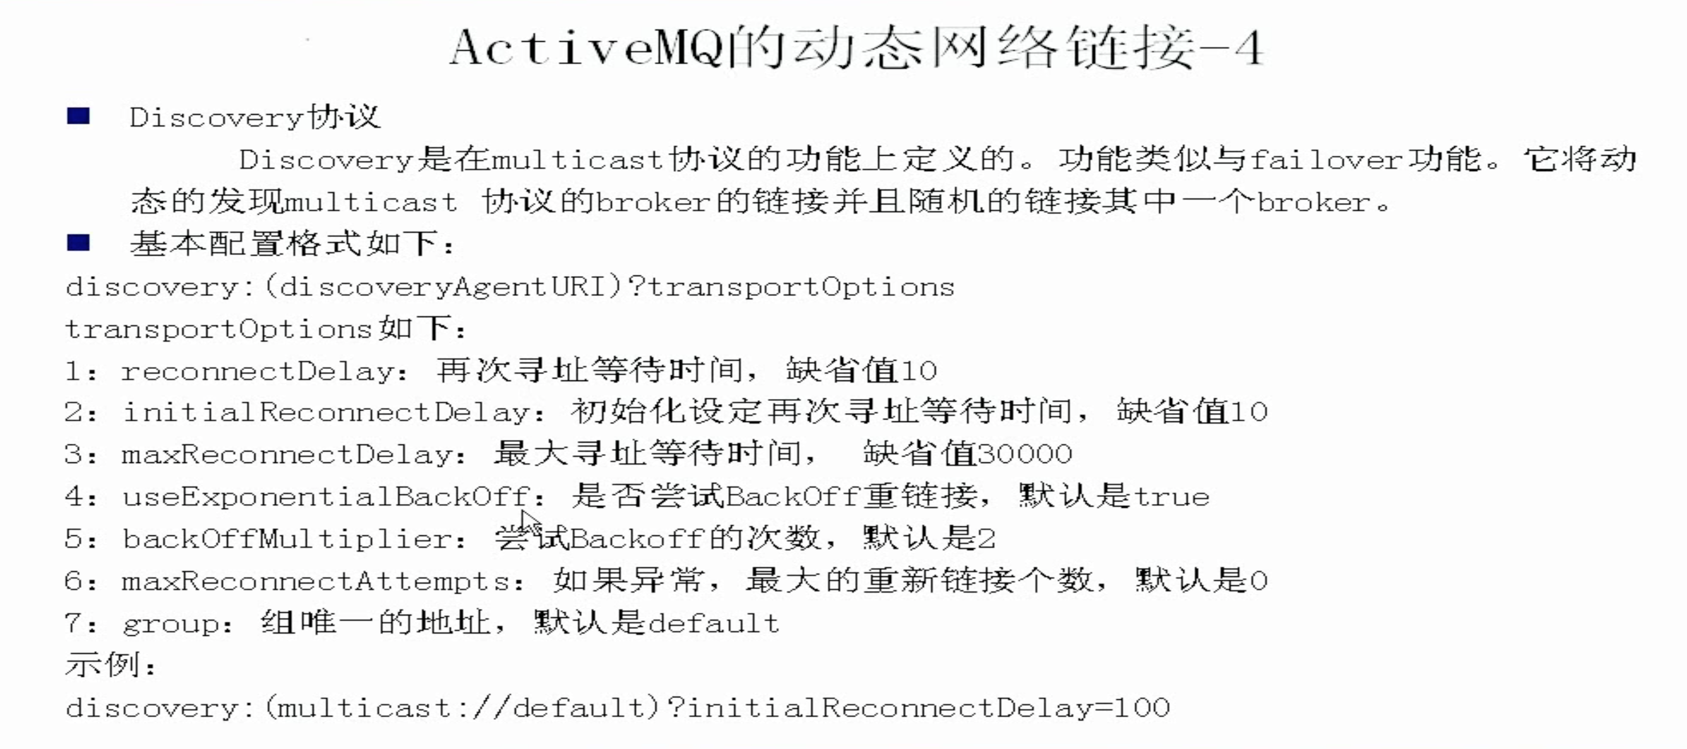 ActiveMQ的动态网络链接-4
■ Discovery协议
Discovery是在multicast协议的功能上定义的。功能类似与failover功能。它将动
态的发现multicast 协议的broker的链接并且随机的链接其中一个broker。
■ 基本配置格式如下：
discovery:(discoveryAgentURI)?transportOptions
transportOptions如下：
1：reconnectDelay：再次寻址等待时间，缺省值10
2：initialReconnectDelay：初始化设定再次寻址等待时间，缺省值10
3：maxReconnectDelay：最大寻址等待时间， 缺省值30000
4：useExponentialBackOff：是否尝试BackOff重链接，默认是true
5：backOffMultiplier：尝试Backoff的次数，默认是2
6：maxReconnectAttempts：如果异常，最大的重新链接个数，默认是0
7：group：组唯一的地址，默认是default
示例：
discovery:(multicast://default)?initialReconnectDelay=100